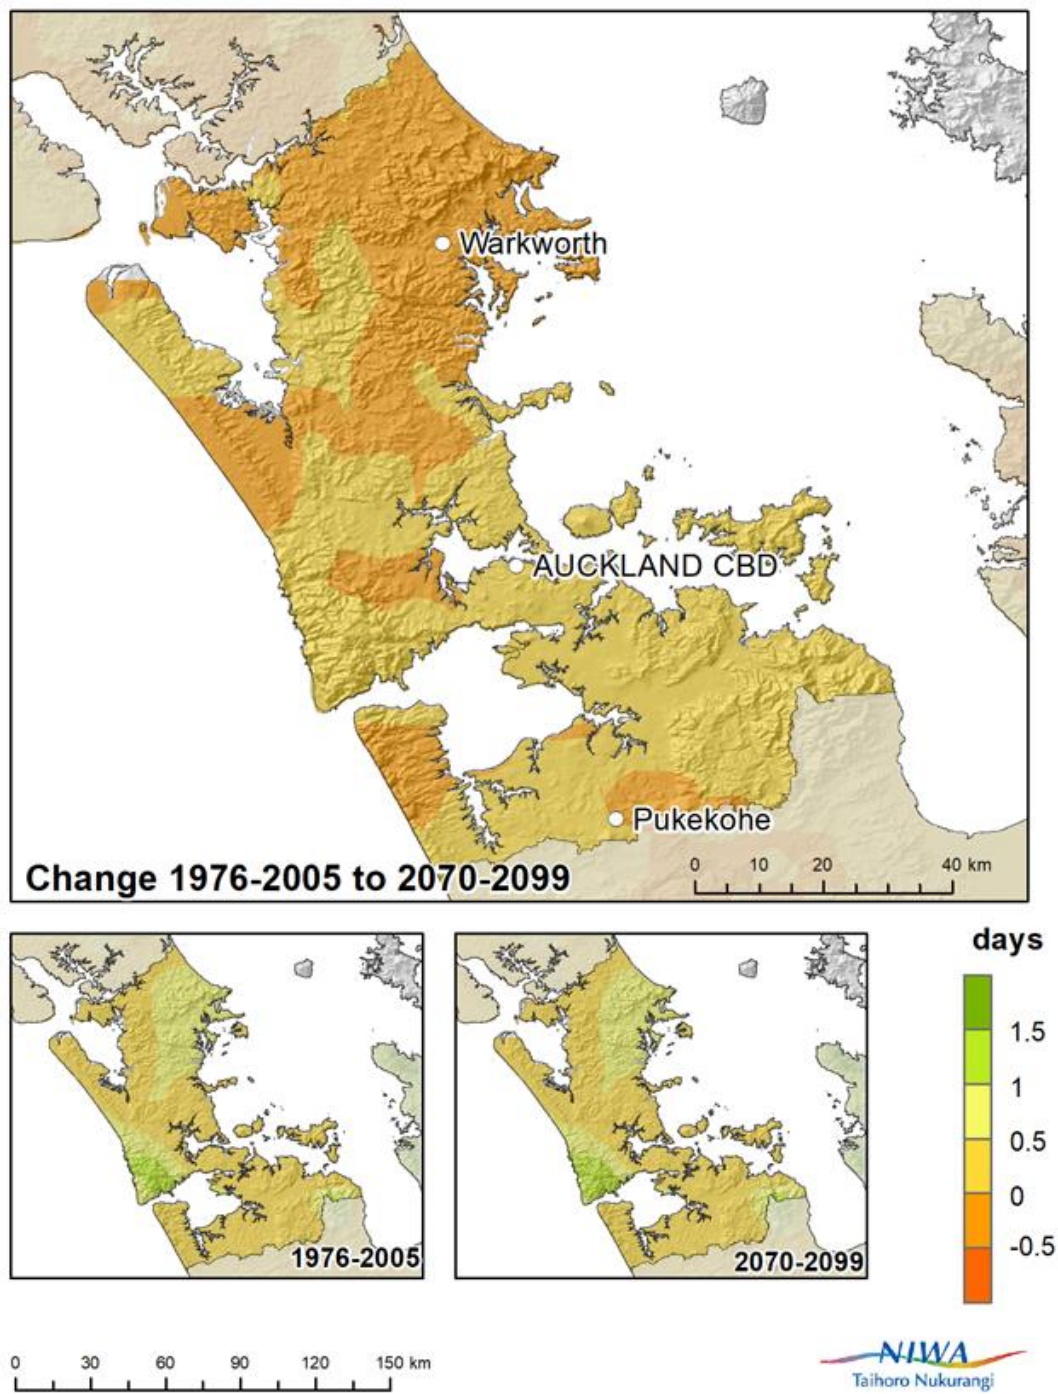 Warkworth
AUCKLAND CBD
Pukekohe
0 10 20 40 km
Change 1976-2005 to 2070-2099
days
1.5
1
0.5
0
-0.5
1976-2005
2070-2099
0 30 60 90 120 150 km
NIWA
Taihoro Nukurangi